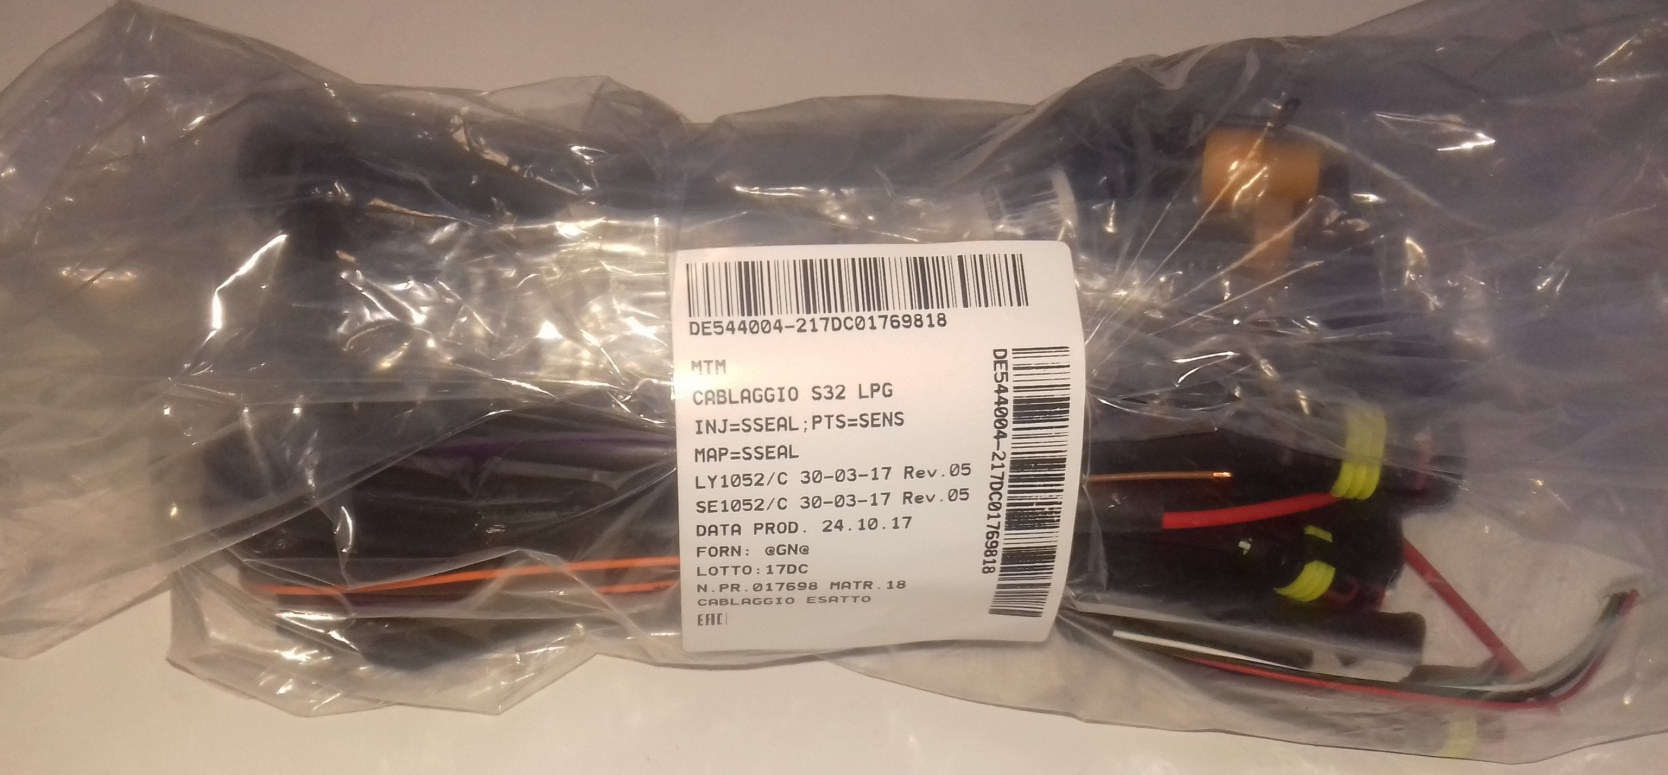 DE544004-217DC01769818
MTM
CABLAGGIO S32 LPG
INJ=SSEAL;PTS=SENS
MAP=SSEAL
LY1052/C 30-03-17 Rev.05
SE1052/C 30-03-17 Rev.05
DATA PROD. 24.10.17
FORN: @GN@
LOTTO:17DC
N.PR.017698 MATR.18
CABLAGGIO ESATTO
EAC
DE544004-217DC01769818